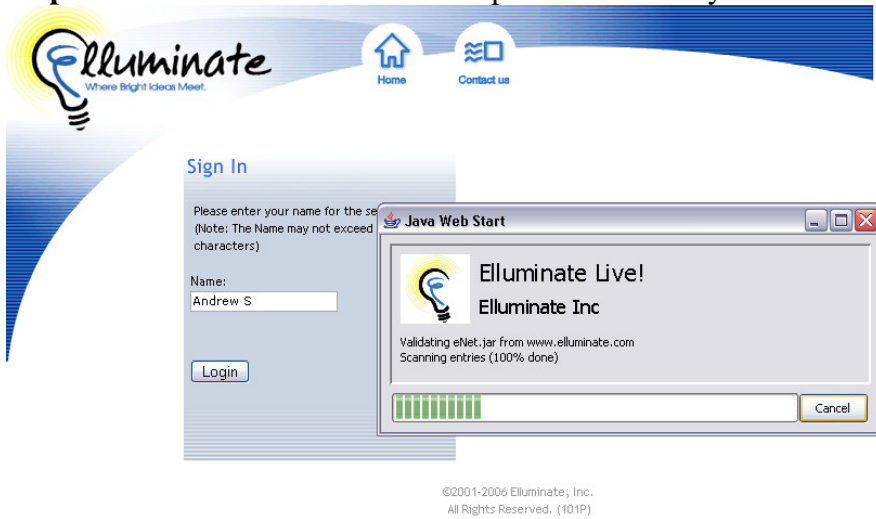 Elluminate
Where Bright Ideas Meet.
Home
Contact us
Sign In
Please enter your name for the se
(Note: The Name may not exceed
characters)
Name:
Andrew S
Login
Java Web Start
Elluminate Live!
Elluminate Inc
Validating eNet.jar from www.elluminate.com
Scanning entries (100% done)
Cancel
©2001-2006 Elluminate, Inc.
All Rights Reserved. (101P)